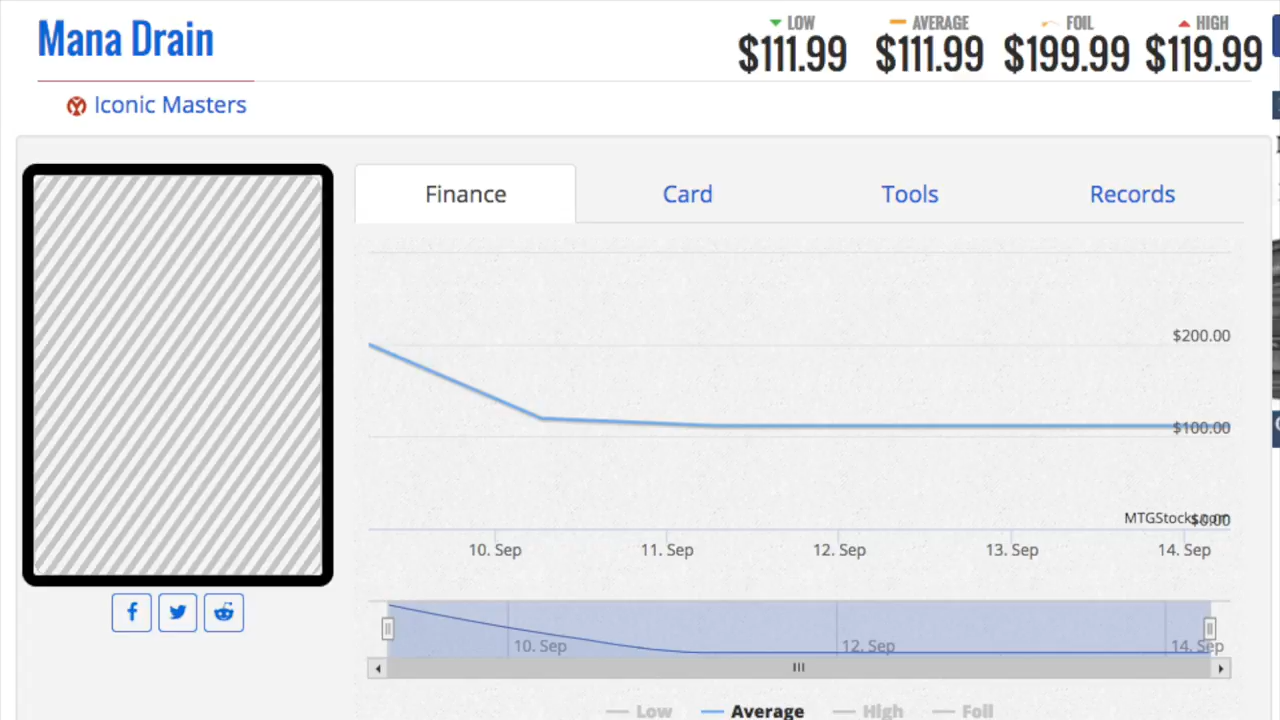 Mana Drain
LOW
$111.99
AVERAGE
$111.99
FOIL
$199.99
HIGH
$119.99
Iconic Masters
Finance
Card
Tools
Records
$200.00
$100.00
$0.00
10. Sep
11. Sep
12. Sep
13. Sep
14. Sep
10. Sep
12. Sep
14. Sep
Low
Average
High
Foil